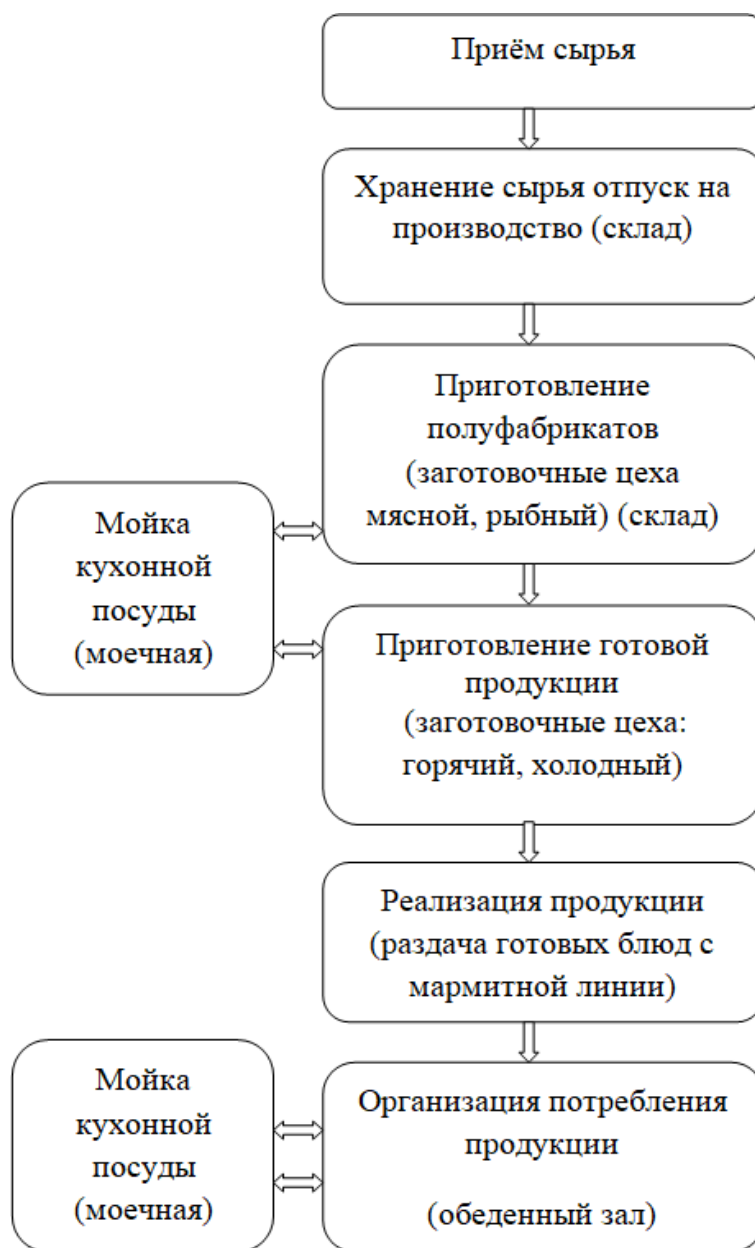 Приём сырья
Хранение сырья отпуск на
производство (склад)
Приготовление
полуфабрикатов
(заготовочные цеха
мясной, рыбный) (склад)
Мойка
кухонной
посуды
(моечная)
Приготовление готовой
продукции
(заготовочные цеха:
горячий, холодный)
Реализация продукции
(раздача готовых блюд с
мармитной линии)
Мойка
кухонной
посуды
(моечная)
Организация потребления
продукции
(обеденный зал)